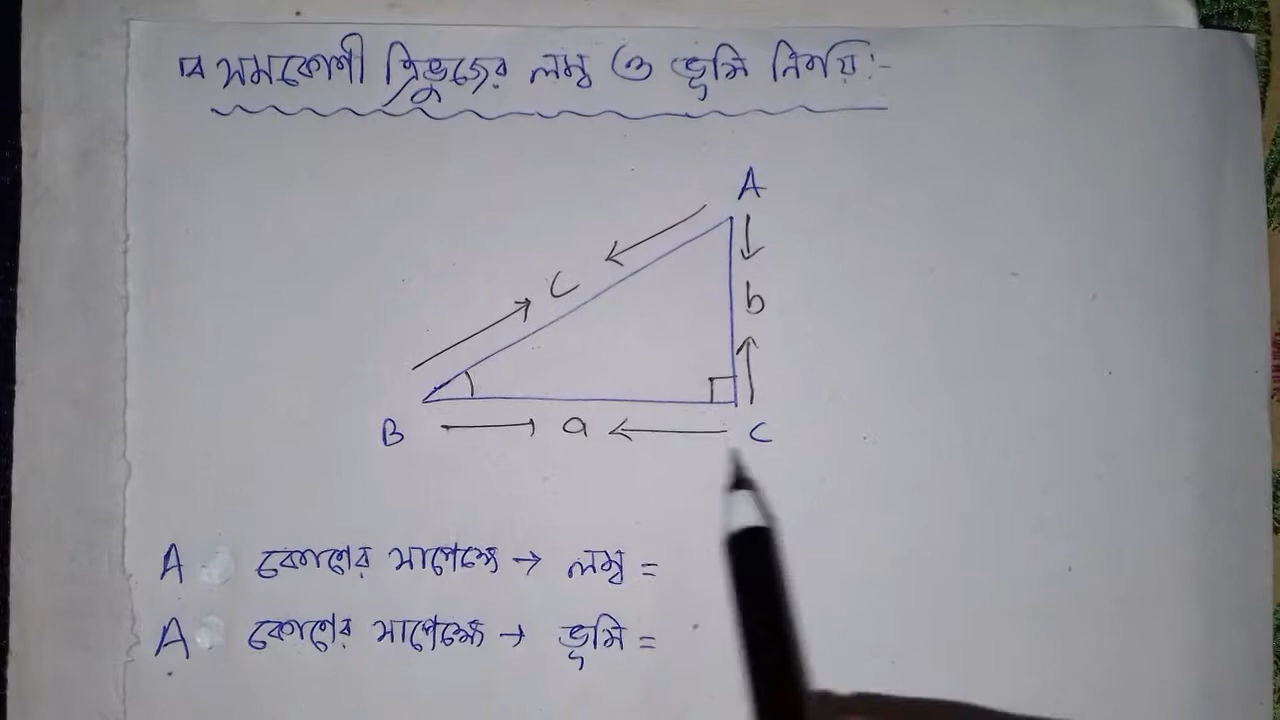 সমকোণী ত্রিভুজের লম্ব ও ভূমি নির্ণয়:-
A
C
b
B a C
A কোণের সাপেক্ষে → লম্ব =
A কোণের সাপেক্ষে → ভূমি =